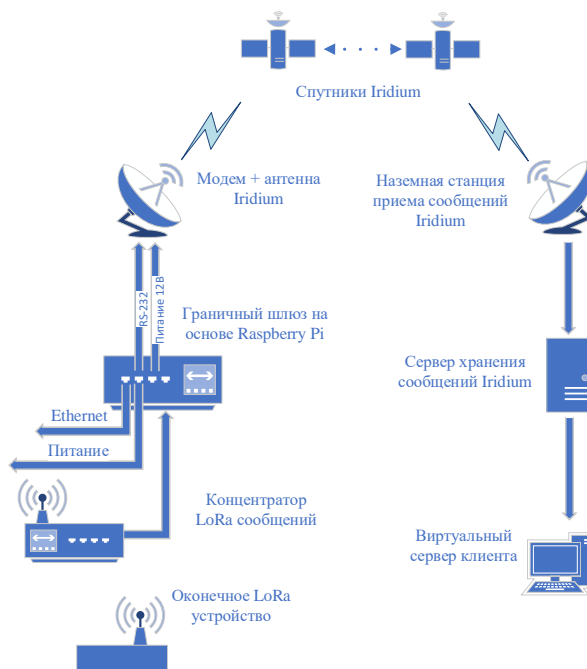 Спутники Iridium
Модем + антенна
Iridium
Наземная станция
приема сообщений
Iridium
RS-232
Питание 12В
Граничный шлюз на
основе Raspberry Pi
Сервер хранения
сообщений Iridium
Ethernet
Питание
Концентратор
LoRa сообщений
Виртуальный
сервер клиента
Оконечное LoRa
устройство